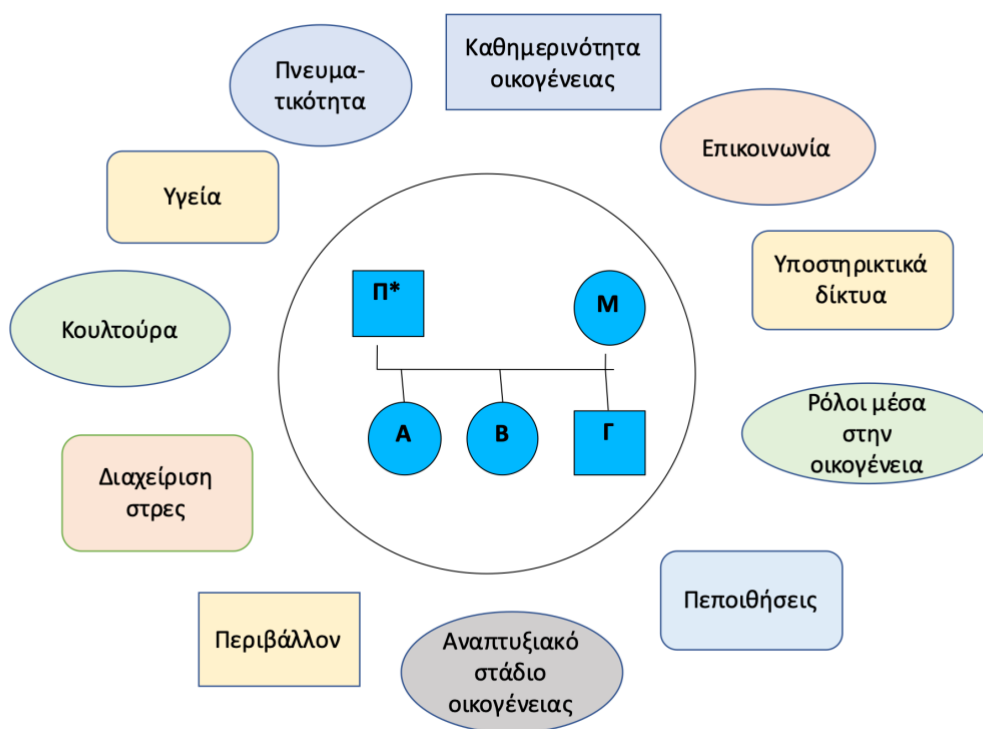 Καθημερινότητα
οικογένειας
Πνευμα-
τικότητα
Επικοινωνία
Υγεία
Υποστηρικτικά
δίκτυα
Π*
Μ
Κουλτούρα
Ρόλοι μέσα
στην
οικογένεια
Α
Β
Γ
Διαχείριση
στρες
Πεποιθήσεις
Περιβάλλον
Αναπτυξιακό
στάδιο
οικογένειας